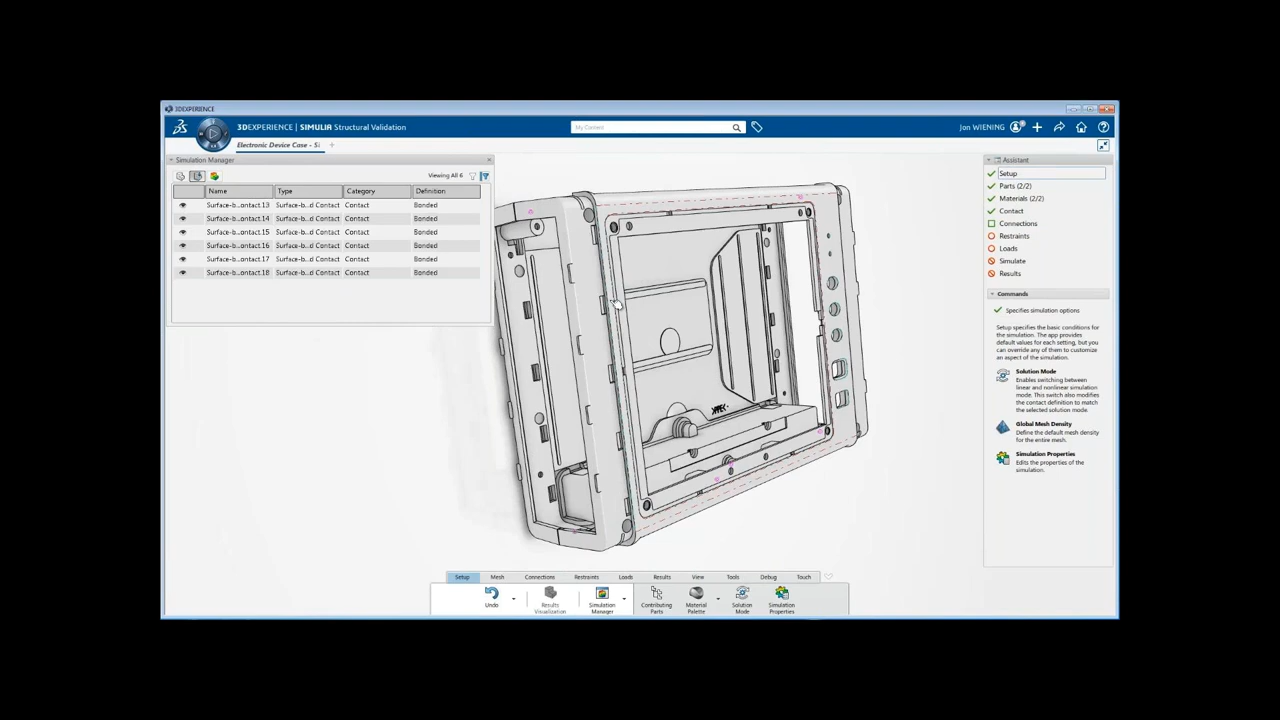 3DEXPERIENCE
3DEXPERIENCE | SIMULIA Structural Validation
My Content
Jon WIENING
Electronic Device Case - Si
Simulation Manager
Viewing All 6
Name Type Category Definition
Surface-b...ontact.13 Surface-b...d Contact Contact Bonded
Surface-b...ontact.14 Surface-b...d Contact Contact Bonded
Surface-b...ontact.15 Surface-b...d Contact Contact Bonded
Surface-b...ontact.16 Surface-b...d Contact Contact Bonded
Surface-b...ontact.17 Surface-b...d Contact Contact Bonded
Surface-b...ontact.18 Surface-b...d Contact Contact Bonded
Assistant
Setup
Parts (2/2)
Materials (2/2)
Contact
Connections
Restraints
Loads
Simulate
Results
Commands
Specifies simulation options
Setup specifies the basic conditions for
the simulation. The app provides
default values for each setting, but you
can override any of them to customize
an aspect of the simulation.
Solution Mode
Enables switching between
linear and nonlinear simulation
mode. This switch also modifies
the contact definition to match
the selected solution mode.
Global Mesh Density
Define the default mesh density
for the entire mesh.
Simulation Properties
Edits the properties of the
simulation.
Setup Mesh Connections Restraints Loads Results View Tools Debug Touch
Undo
Results
Visualization
Simulation
Manager
Contributing
Parts
Material
Palette
Solution
Mode
Simulation
Properties